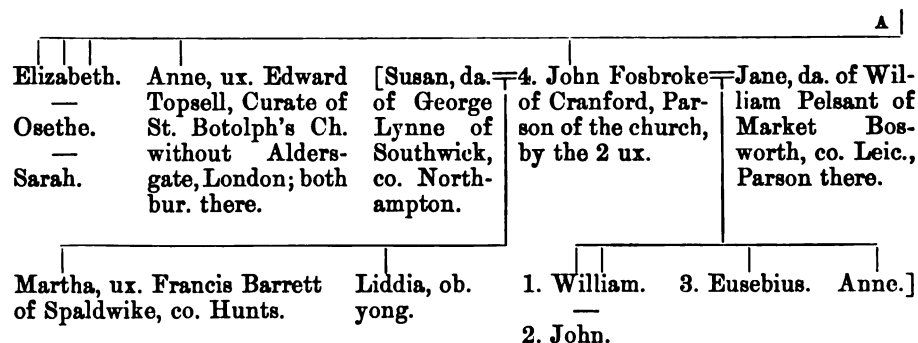 A
Elizabeth.
—
Osethe.
—
Sarah.
Anne, ux. Edward
Topsell, Curate of
St. Botolph's Ch.
without Alders-
gate, London; both
bur. there.
[Susan, da.
of George
Lynne of
Southwick,
co. North-
ampton.
4. John Fosbroke
of Cranford, Par-
son of the church,
by the 2 ux.
Jane, da. of Wil-
liam Pelsant of
Market Bos-
worth, co. Leic.,
Parson there.
Martha, ux. Francis Barrett
of Spaldwike, co. Hunts.
Liddia, ob.
yong.
1. William.
—
2. John.
3. Eusebius.
Anne.]